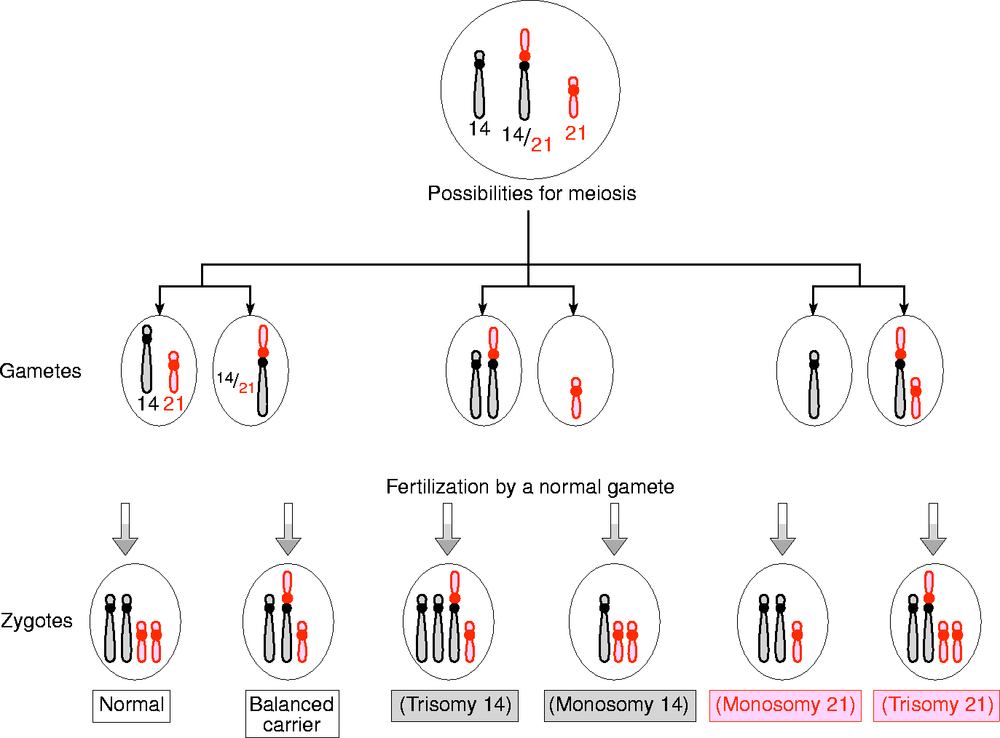 14
14/21
21
Possibilities for meiosis
Gametes
14 21
14/21
Fertilization by a normal gamete
Zygotes
Normal
Balanced
carrier
(Trisomy 14)
(Monosomy 14)
(Monosomy 21)
(Trisomy 21)